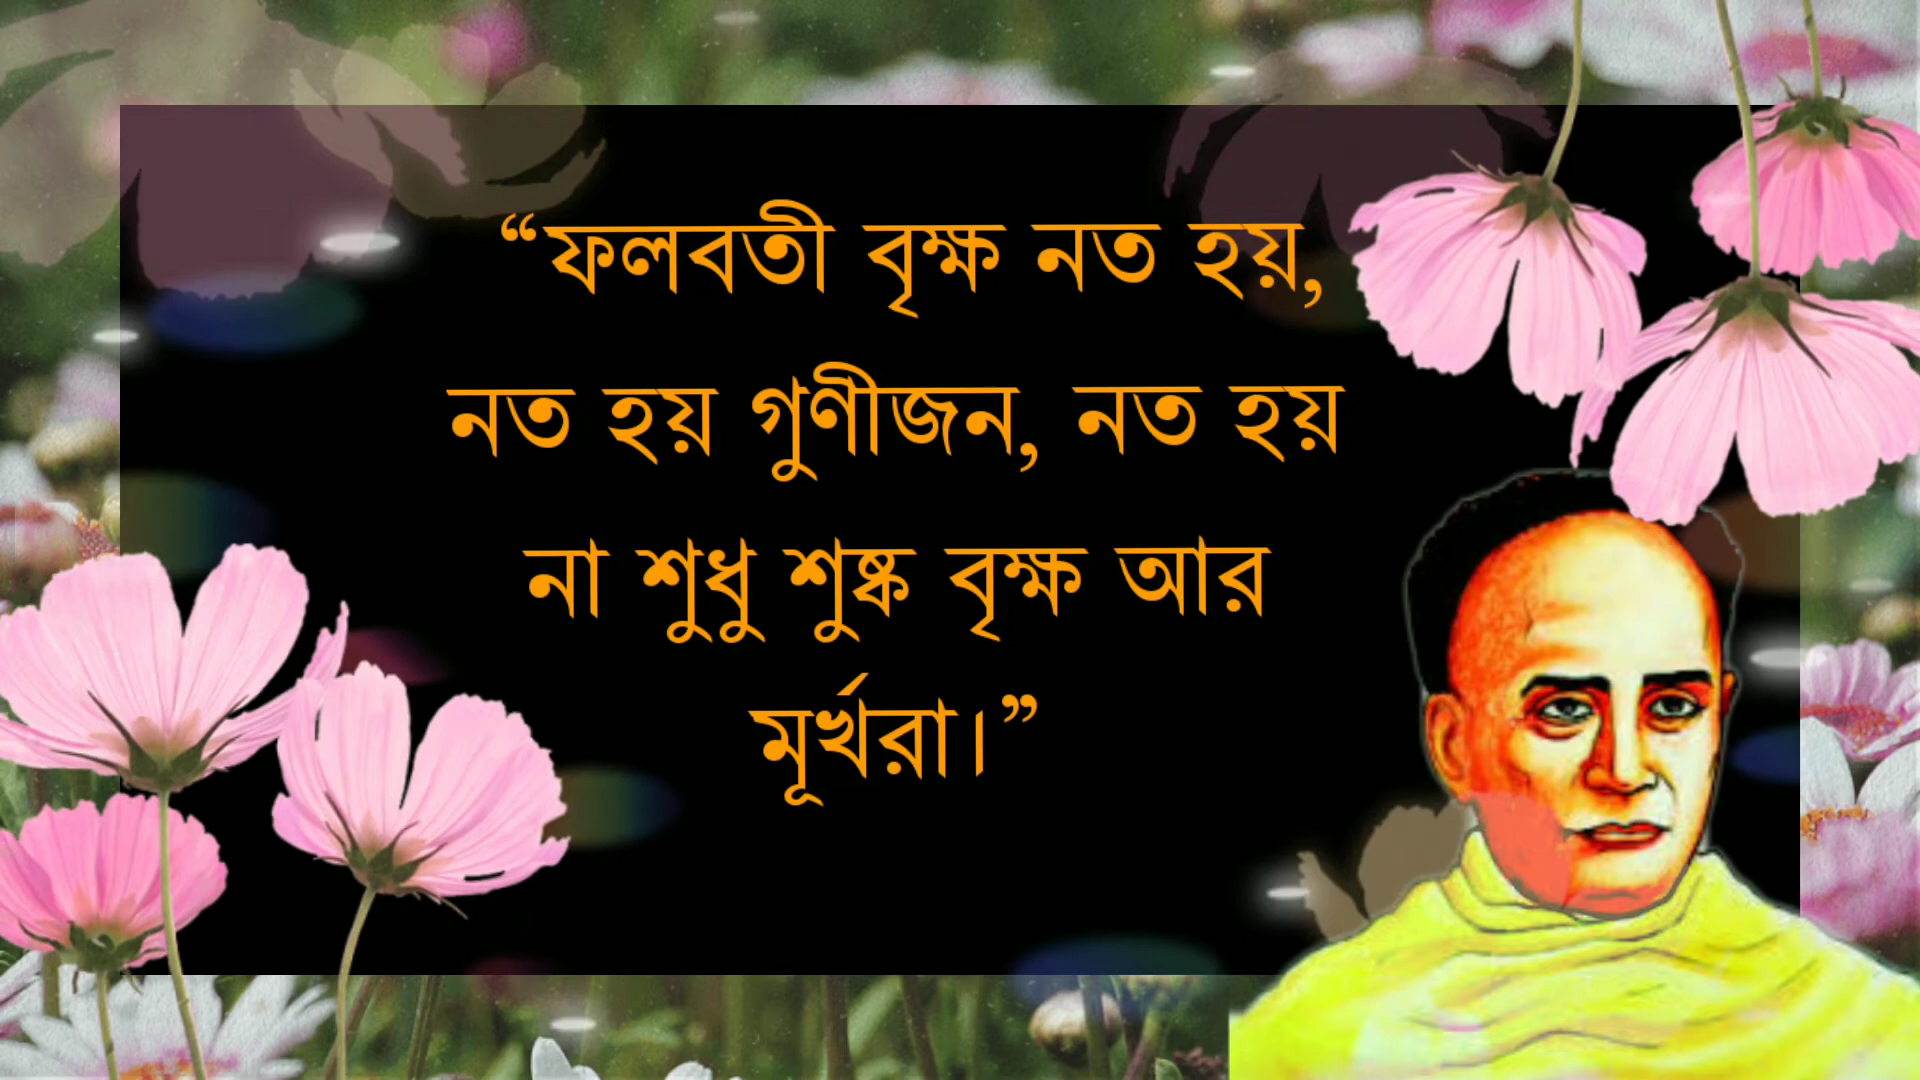 “ফলবতী বৃক্ষ নত হয়,
নত হয় গুণীজন, নত হয়
না শুধু শুষ্ক বৃক্ষ আর
মূর্খরা।”